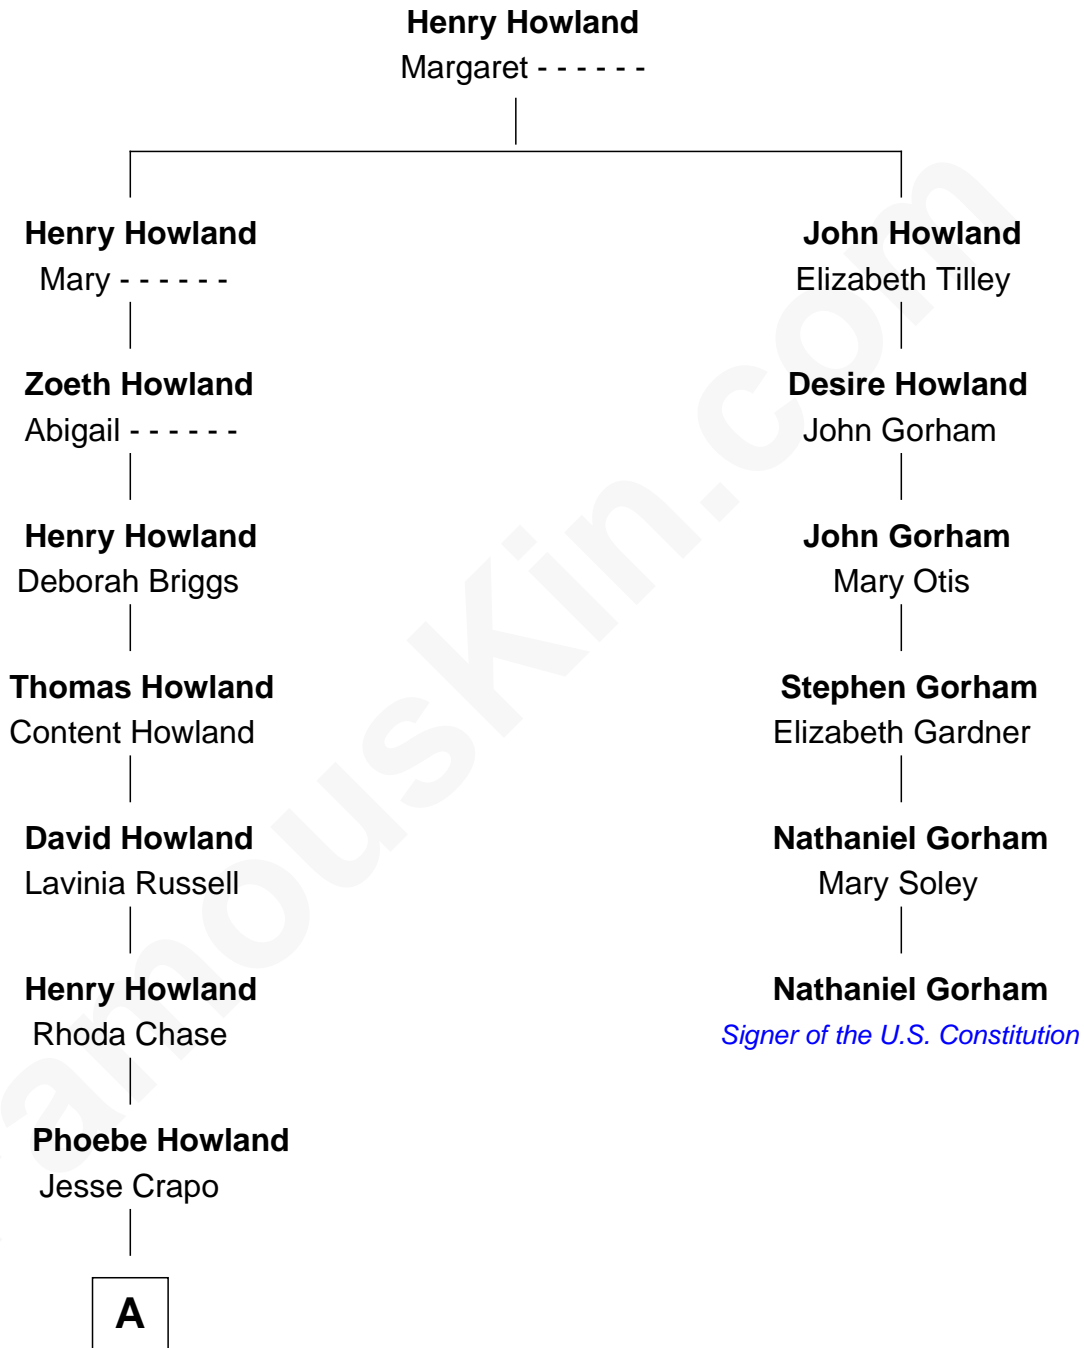 Henry Howland
Margaret - - - - - -
Henry Howland
Mary - - - - - -
Zoeth Howland
Abigail - - - - - -
Henry Howland
Deborah Briggs
Thomas Howland
Content Howland
David Howland
Lavinia Russell
Henry Howland
Rhoda Chase
Phoebe Howland
Jesse Crapo
A
John Howland
Elizabeth Tilley
Desire Howland
John Gorham
John Gorham
Mary Otis
Stephen Gorham
Elizabeth Gardner
Nathaniel Gorham
Mary Soley
Nathaniel Gorham
Signer of the U.S. Constitution
amousKin.com